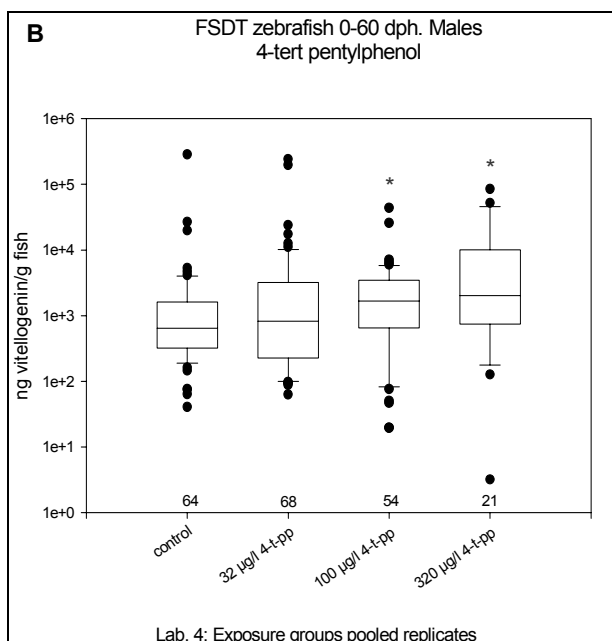 B
FSDT zebrafish 0-60 dph. Males
4-tert pentylphenol
ng vitellogenin/g fish
1e+6
1e+5
1e+4
1e+3
1e+2
1e+1
1e+0
* *
64 68 54 21
control 32 µg/l 4-t-pp 100 µg/l 4-t-pp 320 µg/l 4-t-pp
Lab. 4: Exposure groups pooled replicates